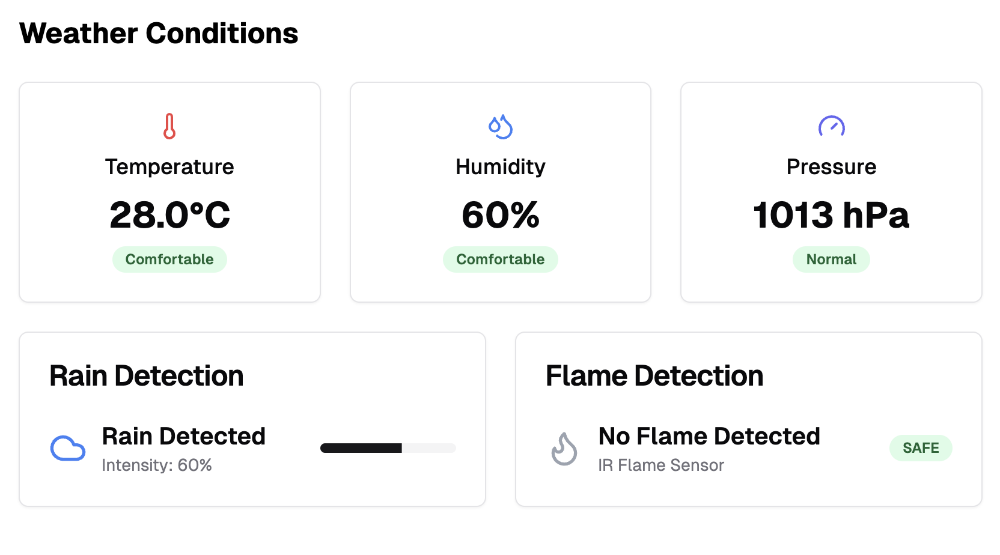 Weather Conditions
Temperature
28.0°C
Comfortable
Humidity
60%
Comfortable
Pressure
1013 hPa
Normal
Rain Detection
Rain Detected
Intensity: 60%
Flame Detection
No Flame Detected
IR Flame Sensor
SAFE